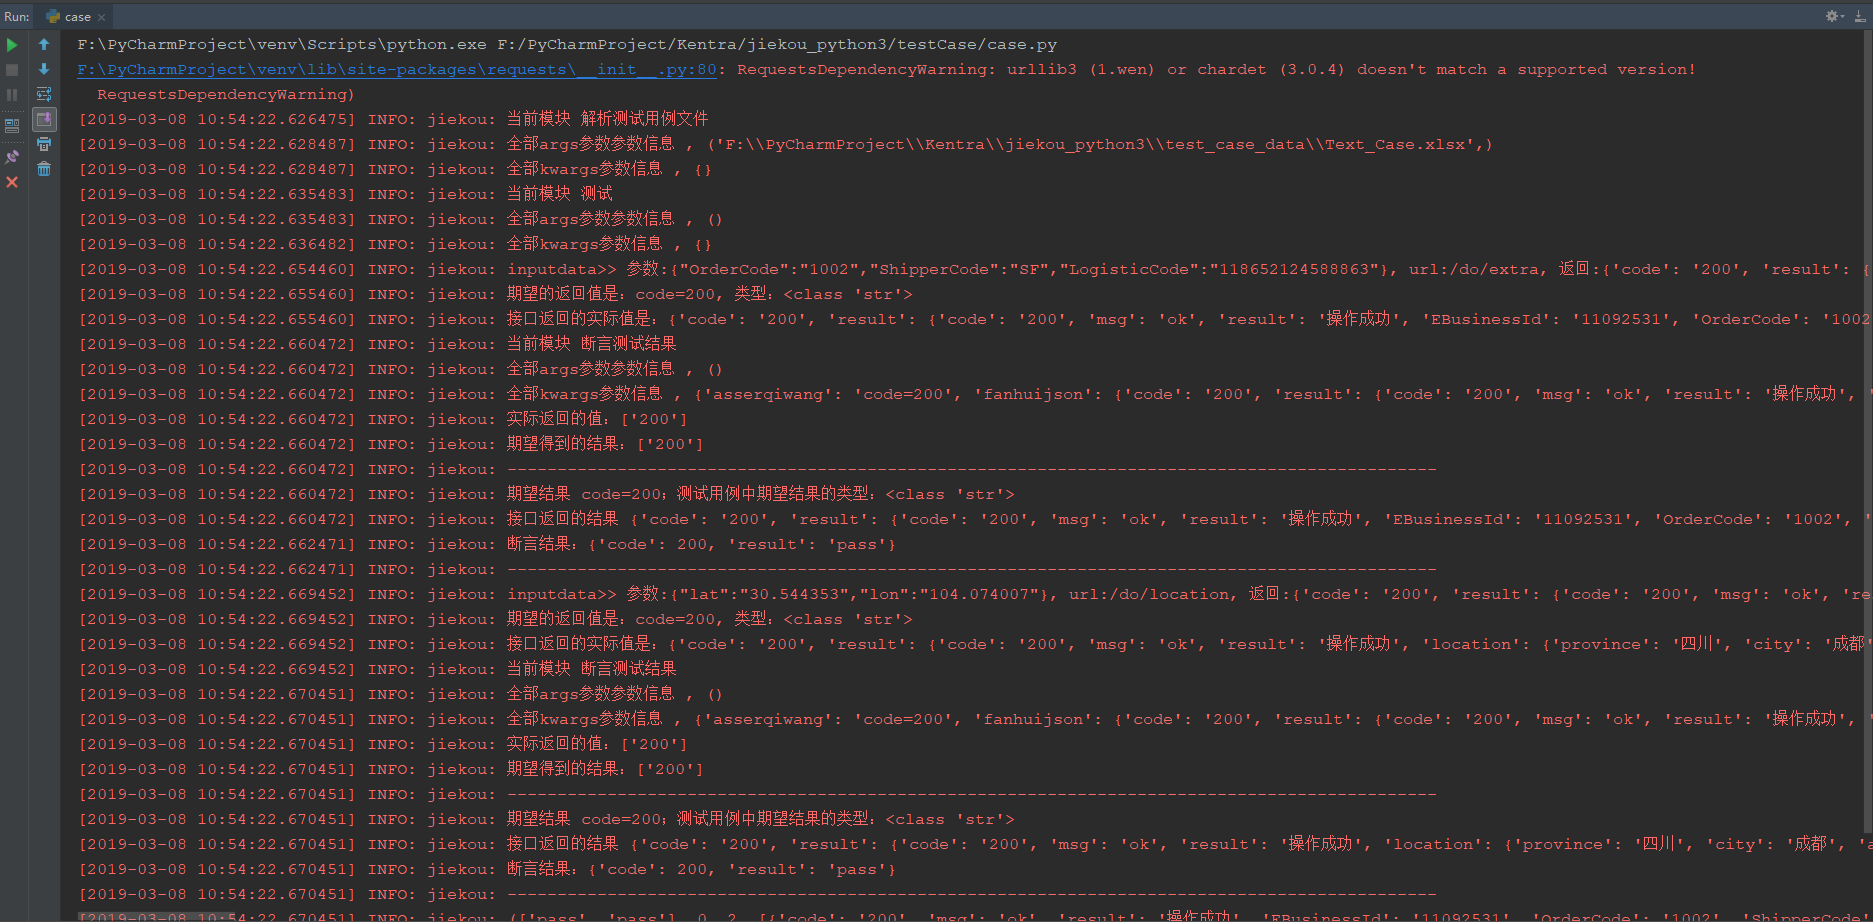 Run: case
F:\PyCharmProject\venv\Scripts\python.exe F:/PyCharmProject/Kentra/jiekou_python3/testCase/case.py
F:\PyCharmProject\venv\lib\site-packages\requests\__init__.py:80: RequestsDependencyWarning: urllib3 (1.wen) or chardet (3.0.4) doesn't match a supported version!
RequestsDependencyWarning)
[2019-03-08 10:54:22.626475] INFO: jiekou: 当前模块 解析测试用例文件
[2019-03-08 10:54:22.628487] INFO: jiekou: 全部args参数参数信息 , ('F:\\PyCharmProject\\Kentra\\jiekou_python3\\test_case_data\\Text_Case.xlsx',)
[2019-03-08 10:54:22.628487] INFO: jiekou: 全部kwargs参数信息 , {}
[2019-03-08 10:54:22.635483] INFO: jiekou: 当前模块 测试
[2019-03-08 10:54:22.635483] INFO: jiekou: 全部args参数参数信息 , ()
[2019-03-08 10:54:22.636482] INFO: jiekou: 全部kwargs参数信息 , {}
[2019-03-08 10:54:22.654460] INFO: jiekou: inputdata>> 参数:{"OrderCode":"1002","ShipperCode":"SF","LogisticCode":"118652124588863"}, url:/do/extra, 返回:{'code': '200', 'result': {
[2019-03-08 10:54:22.655460] INFO: jiekou: 期望的返回值是：code=200, 类型：<class 'str'>
[2019-03-08 10:54:22.655460] INFO: jiekou: 接口返回的实际值是：{'code': '200', 'result': {'code': '200', 'msg': 'ok', 'result': '操作成功', 'EBusinessId': '11092531', 'OrderCode': '1002
[2019-03-08 10:54:22.660472] INFO: jiekou: 当前模块 断言测试结果
[2019-03-08 10:54:22.660472] INFO: jiekou: 全部args参数参数信息 , ()
[2019-03-08 10:54:22.660472] INFO: jiekou: 全部kwargs参数信息 , {'asserqiwang': 'code=200', 'fanhuijson': {'code': '200', 'result': {'code': '200', 'msg': 'ok', 'result': '操作成功', '
[2019-03-08 10:54:22.660472] INFO: jiekou: 实际返回的值：['200']
[2019-03-08 10:54:22.660472] INFO: jiekou: 期望得到的结果：['200']
[2019-03-08 10:54:22.660472] INFO: jiekou: ----------------------------------------------------------------------------------------------
[2019-03-08 10:54:22.660472] INFO: jiekou: 期望结果 code=200；测试用例中期望结果的类型：<class 'str'>
[2019-03-08 10:54:22.660472] INFO: jiekou: 接口返回的结果 {'code': '200', 'result': {'code': '200', 'msg': 'ok', 'result': '操作成功', 'EBusinessId': '11092531', 'OrderCode': '1002', '
[2019-03-08 10:54:22.662471] INFO: jiekou: 断言结果：{'code': 200, 'result': 'pass'}
[2019-03-08 10:54:22.662471] INFO: jiekou: ----------------------------------------------------------------------------------------------
[2019-03-08 10:54:22.669452] INFO: jiekou: inputdata>> 参数:{"lat":"30.544353","lon":"104.074007"}, url:/do/location, 返回:{'code': '200', 'result': {'code': '200', 'msg': 'ok', 're
[2019-03-08 10:54:22.669452] INFO: jiekou: 期望的返回值是：code=200, 类型：<class 'str'>
[2019-03-08 10:54:22.669452] INFO: jiekou: 接口返回的实际值是：{'code': '200', 'result': {'code': '200', 'msg': 'ok', 'result': '操作成功', 'location': {'province': '四川', 'city': '成都'
[2019-03-08 10:54:22.669452] INFO: jiekou: 当前模块 断言测试结果
[2019-03-08 10:54:22.670451] INFO: jiekou: 全部args参数参数信息 , ()
[2019-03-08 10:54:22.670451] INFO: jiekou: 全部kwargs参数信息 , {'asserqiwang': 'code=200', 'fanhuijson': {'code': '200', 'result': {'code': '200', 'msg': 'ok', 'result': '操作成功', '
[2019-03-08 10:54:22.670451] INFO: jiekou: 实际返回的值：['200']
[2019-03-08 10:54:22.670451] INFO: jiekou: 期望得到的结果：['200']
[2019-03-08 10:54:22.670451] INFO: jiekou: ----------------------------------------------------------------------------------------------
[2019-03-08 10:54:22.670451] INFO: jiekou: 期望结果 code=200；测试用例中期望结果的类型：<class 'str'>
[2019-03-08 10:54:22.670451] INFO: jiekou: 接口返回的结果 {'code': '200', 'result': {'code': '200', 'msg': 'ok', 'result': '操作成功', 'location': {'province': '四川', 'city': '成都', 'a
[2019-03-08 10:54:22.670451] INFO: jiekou: 断言结果：{'code': 200, 'result': 'pass'}
[2019-03-08 10:54:22.670451] INFO: jiekou: ----------------------------------------------------------------------------------------------
[2019-03-08 10:54:22.670451] INFO: jiekou: (['pass', 'pass'], 0, 2, [{'code': '200', 'msg': 'ok', 'result': '操作成功', 'EBusinessId': '11092531', 'OrderCode': '1002', 'ShipperCode'